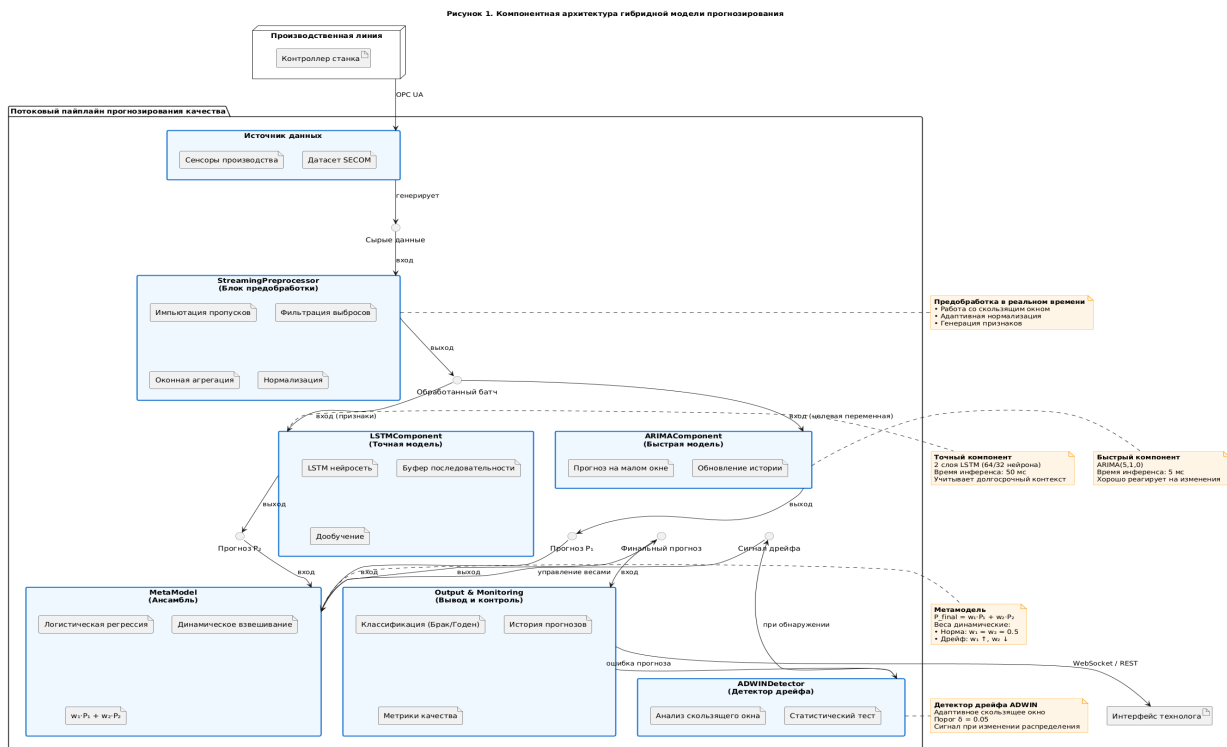 Рисунок 1. Компонентная архитектура гибридной модели прогнозирования
Производственная линия
Контроллер станка
OPC UA
Потоковый пайплайн прогнозирования качества
Источник данных
Сенсоры производства
Датасет SECOM
генерирует
Сырые данные
вход
StreamingPreprocessor
(Блок предобработки)
Импьютация пропусков
Фильтрация выбросов
Оконная агрегация
Нормализация
Предобработка в реальном времени
• Работа со скользящим окном
• Адаптивная нормализация
• Генерация признаков
выход
Обработанный батч
вход (признаки)
вход (целевая переменная)
LSTMComponent
(Точная модель)
LSTM нейросеть
Буфер последовательности
Дообучение
ARIMAComponent
(Быстрая модель)
Прогноз на малом окне
Обновление истории
Точный компонент
2 слоя LSTM (64/32 нейрона)
Время инференса: 50 мс
Учитывает долгосрочный контекст
Быстрый компонент
ARIMA(5,1,0)
Время инференса: 5 мс
Хорошо реагирует на изменения
выход
выход
Прогноз P₂
Прогноз P₁
Финальный прогноз
Сигнал дрейфа
вход
вход
выход
управление весами
вход
MetaModel
(Ансамбль)
Логистическая регрессия
Динамическое взвешивание
w₁·P₁ + w₂·P₂
Output & Monitoring
(Вывод и контроль)
Классификация (Брак/Годен)
История прогнозов
Метрики качества
при обнаружении
Метамодель
P_final = w₁·P₁ + w₂·P₂
Веса динамические:
• Норма: w₁ = w₂ = 0.5
• Дрейф: w₁ ↑, w₂ ↓
ошибка прогноза
WebSocket / REST
ADWINDetector
(Детектор дрейфа)
Анализ скользящего окна
Статистический тест
Детектор дрейфа ADWIN
Адаптивное скользящее окно
Порог δ = 0.05
Сигнал при изменении распределения
Интерфейс технолога